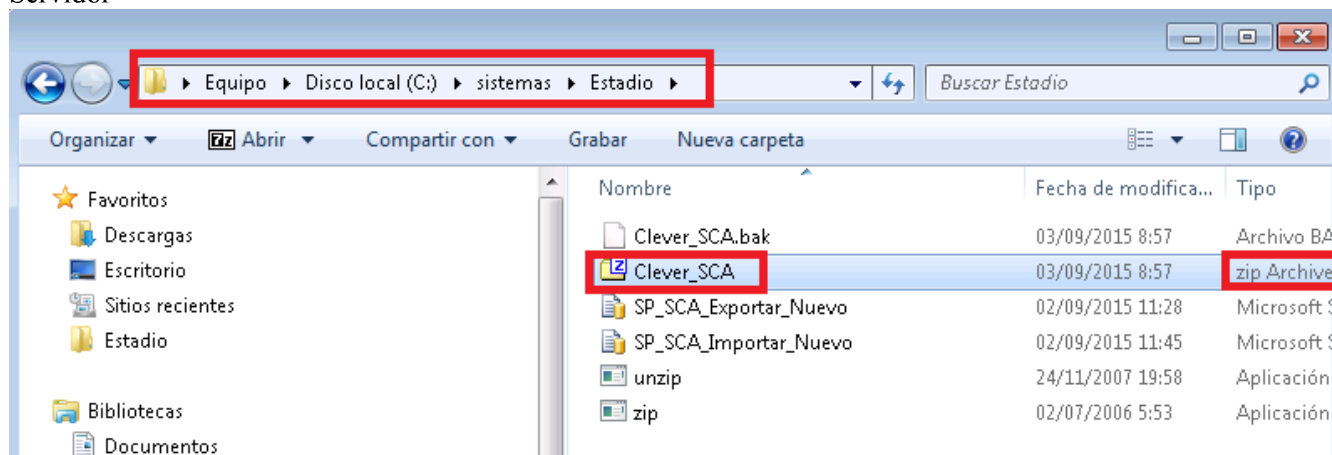 Servidor
Equipo Disco local (C:) sistemas Estadio Buscar Estadio
Organizar Abrir Compartir con Grabar Nueva carpeta
Favoritos
Descargas
Escritorio
Sitios recientes
Estadio
Bibliotecas
Documentos
Nombre Fecha de modifica... Tipo
Clever_SCA.bak 03/09/2015 8:57 Archivo BA
Clever_SCA 03/09/2015 8:57 zip Archive
SP_SCA_Exportar_Nuevo 02/09/2015 11:28 Microsoft S
SP_SCA_Importar_Nuevo 02/09/2015 11:45 Microsoft S
unzip 24/11/2007 19:58 Aplicación
zip 02/07/2006 5:53 Aplicación